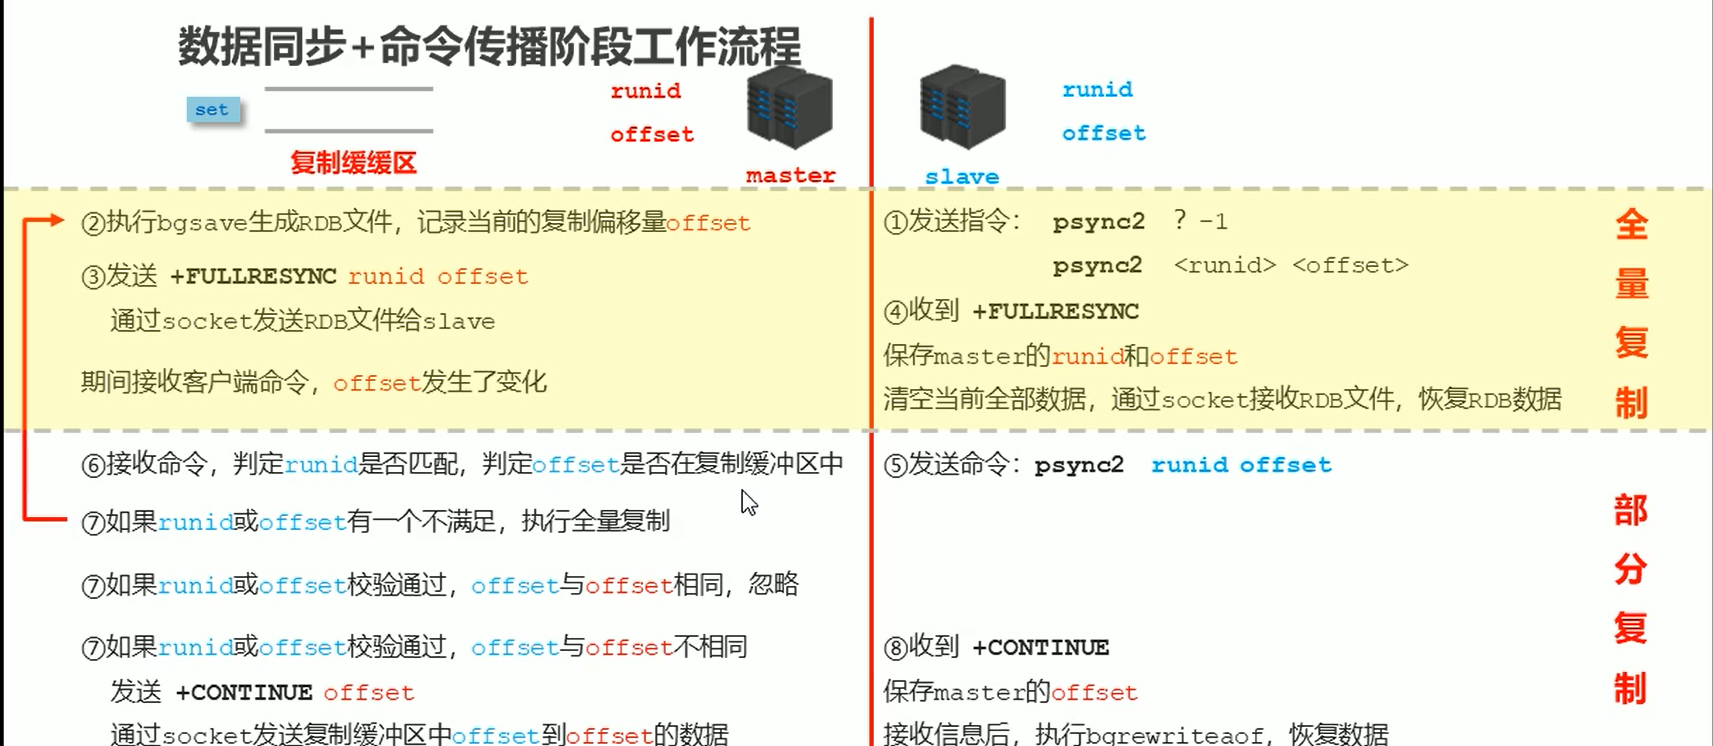 数据同步+命令传播阶段工作流程
set
复制缓缓区
runid
offset
master
slave
runid
offset
②执行bgsave生成RDB文件，记录当前的复制偏移量offset
③发送 +FULLRESYNC runid offset
通过socket发送RDB文件给slave
期间接收客户端命令，offset发生了变化
①发送指令： psync2 ? -1
psync2 <runid> <offset>
④收到 +FULLRESYNC
保存master的runid和offset
清空当前全部数据，通过socket接收RDB文件，恢复RDB数据
全
量
复
制
⑥接收命令，判定runid是否匹配，判定offset是否在复制缓冲区中
⑦如果runid或offset有一个不满足，执行全量复制
⑦如果runid或offset校验通过，offset与offset相同，忽略
⑦如果runid或offset校验通过，offset与offset不相同
发送 +CONTINUE offset
通过socket发送复制缓冲区中offset到offset的数据
⑤发送命令：psync2 runid offset
⑧收到 +CONTINUE
保存master的offset
接收信息后，执行bgrewriteaof，恢复数据
部
分
复
制